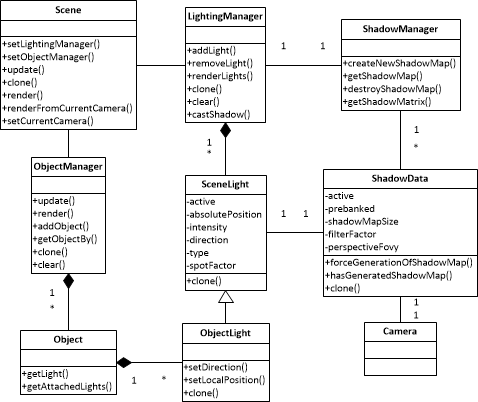 Scene
+setLightingManager()
+setObjectManager()
+update()
+clone()
+render()
+renderFromCurrentCamera()
+setCurrentCamera()
LightingManager
+addLight()
+removeLight()
+renderLights()
+clone()
+clear()
+castShadow()
1
1
ShadowManager
+createNewShadowMap()
+getShadowMap()
+destroyShadowMap()
+getShadowMatrix()
1
*
1
*
ObjectManager
+update()
+render()
+addObject()
+getObjectBy()
+clone()
+clear()
SceneLight
-active
-absolutePosition
-intensity
-direction
-type
-spotFactor
+clone()
1
1
ShadowData
-active
-prebanked
-shadowMapSize
-filterFactor
-perspectiveFovy
+forceGenerationOfShadowMap()
+hasGeneratedShadowMap()
+clone()
1
*
1
1
Object
+getLight()
+getAttachedLights()
1
*
ObjectLight
+setDirection()
+setLocalPosition()
+clone()
Camera